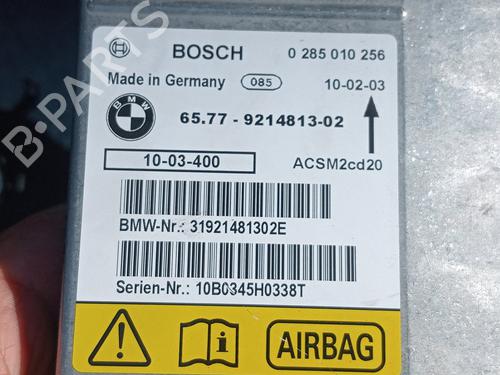 BOSCH 0 285 010 256
Made in Germany 085 10-02-03
BMW
65.77 - 9214813-02
10-03-400 ACSM2cd20
BMW-Nr.: 31921481302E
Serien-Nr.: 10B0345H0338T
AIRBAG
B-PARTS